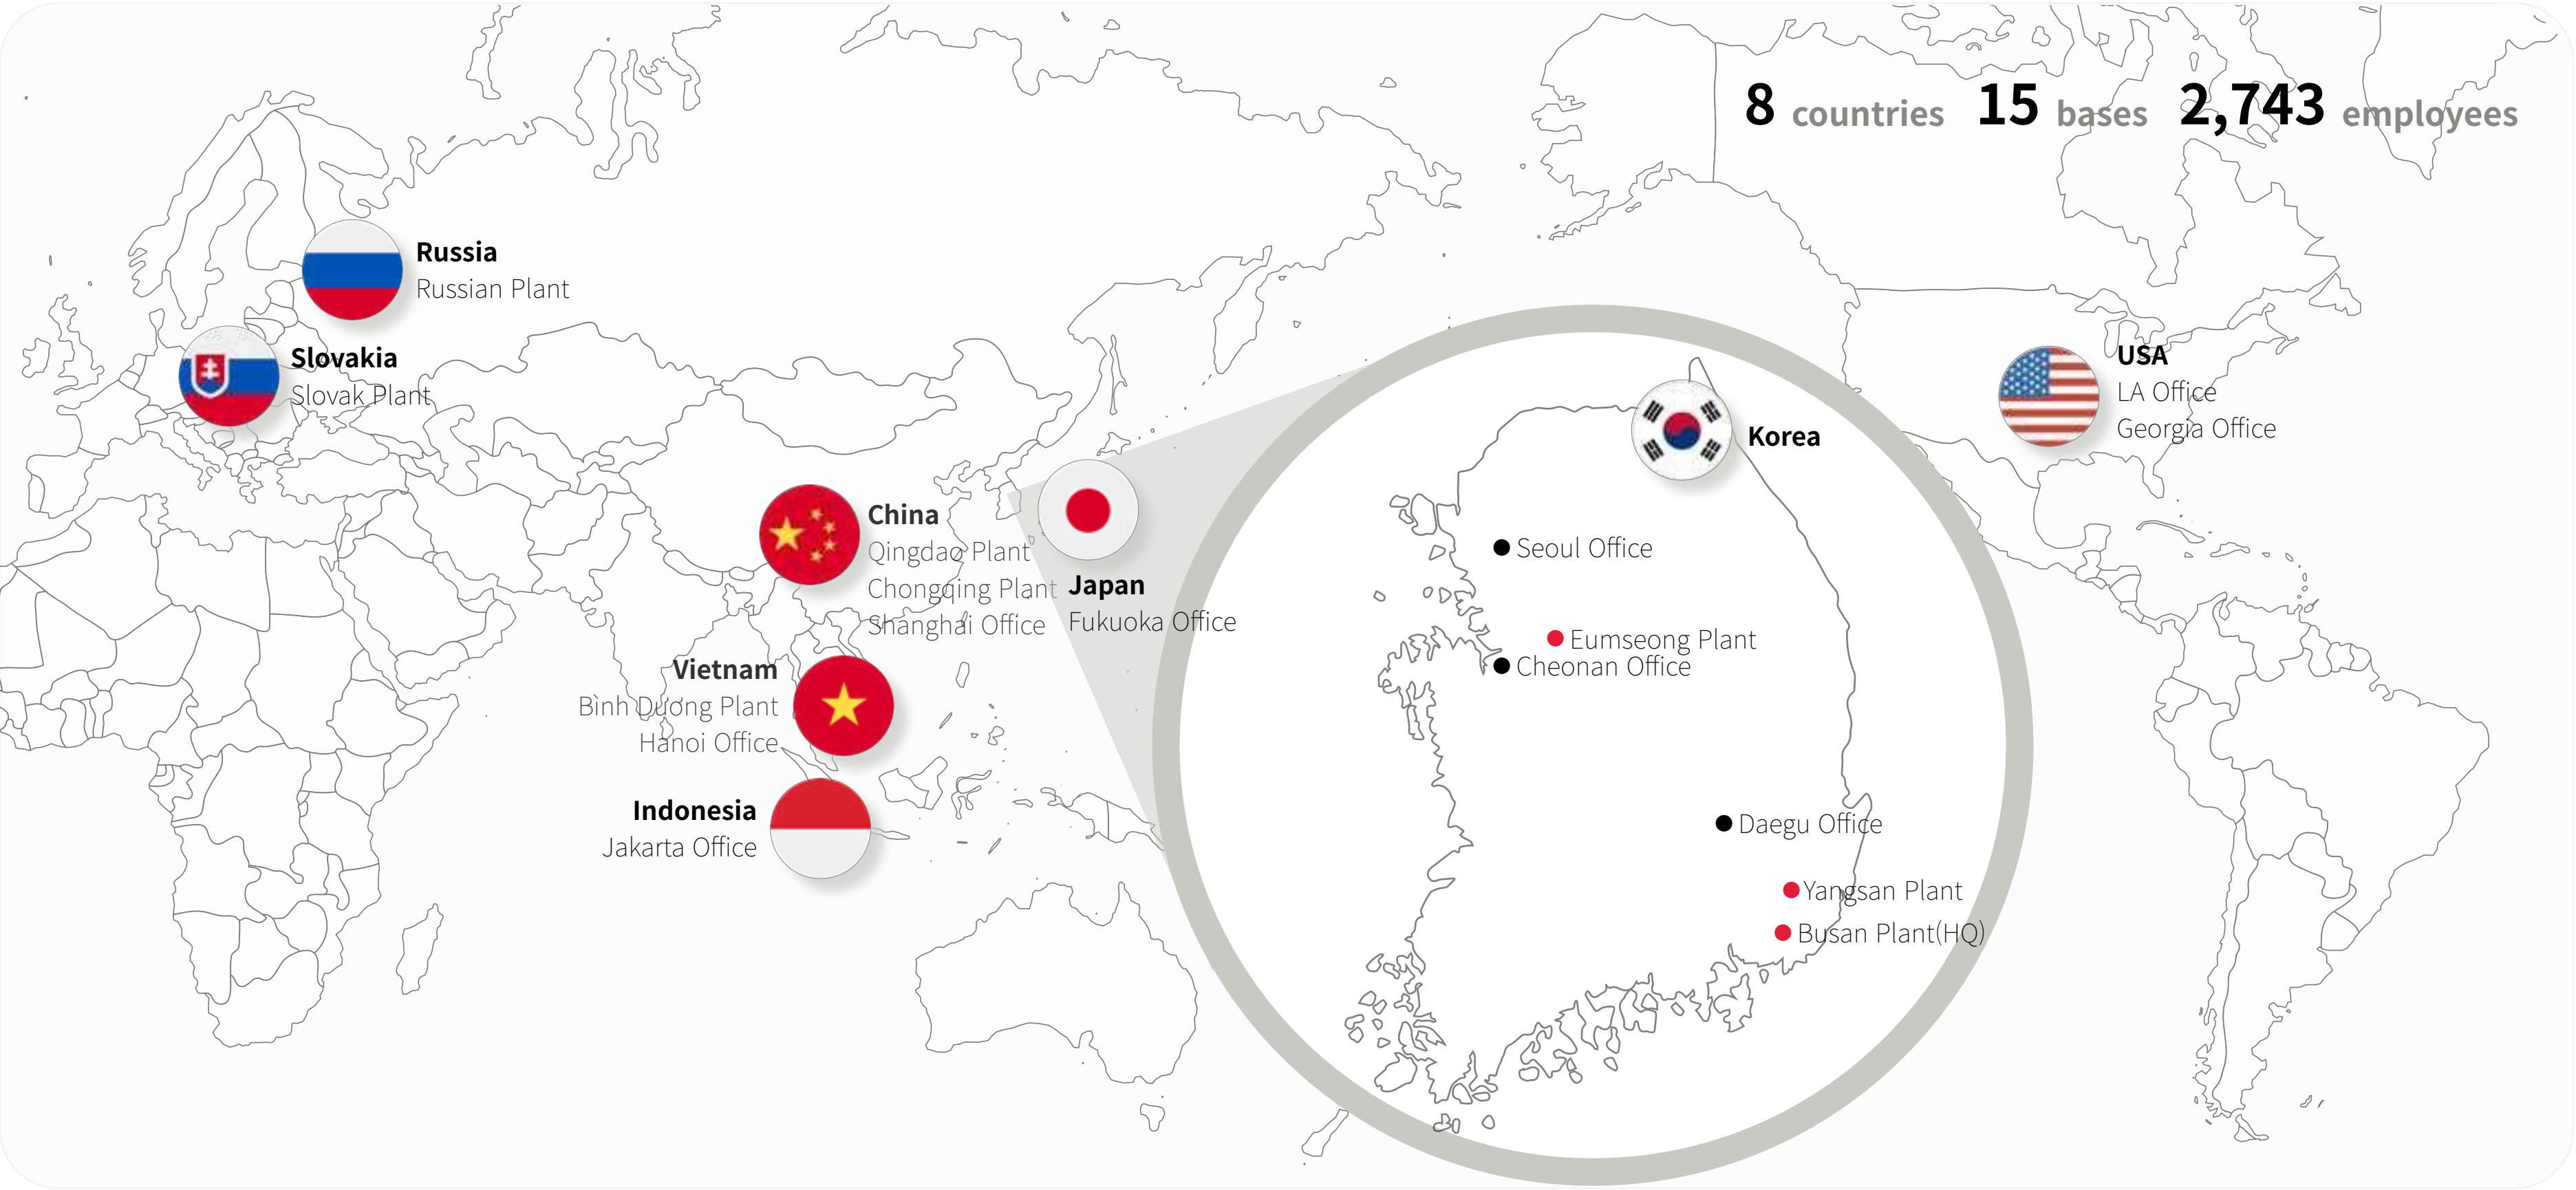 8 countries 15 bases 2,743 employees
Russia
Russian Plant
Slovakia
Slovak Plant
USA
LA Office
Georgia Office
Korea
China
Qingdao Plant
Chongqing Plant
Shanghai Office
Japan
Fukuoka Office
Vietnam
Bình Dương Plant
Hanoi Office
Indonesia
Jakarta Office
Seoul Office
Eumseong Plant
Cheonan Office
Daegu Office
Yangsan Plant
Busan Plant(HQ)